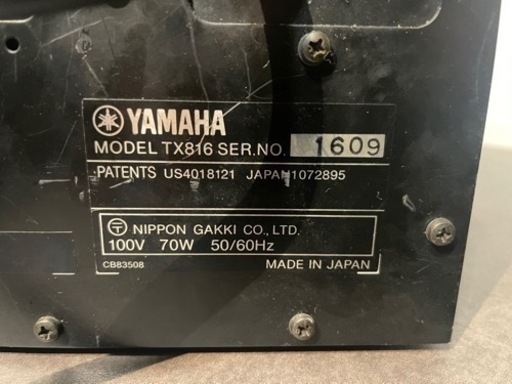 YAMAHA
MODEL TX816 SER.NO. 1609
PATENTS US4018121 JAPAN1072895
NIPPON GAKKI CO., LTD.
100V 70W 50/60Hz
CB83508 MADE IN JAPAN